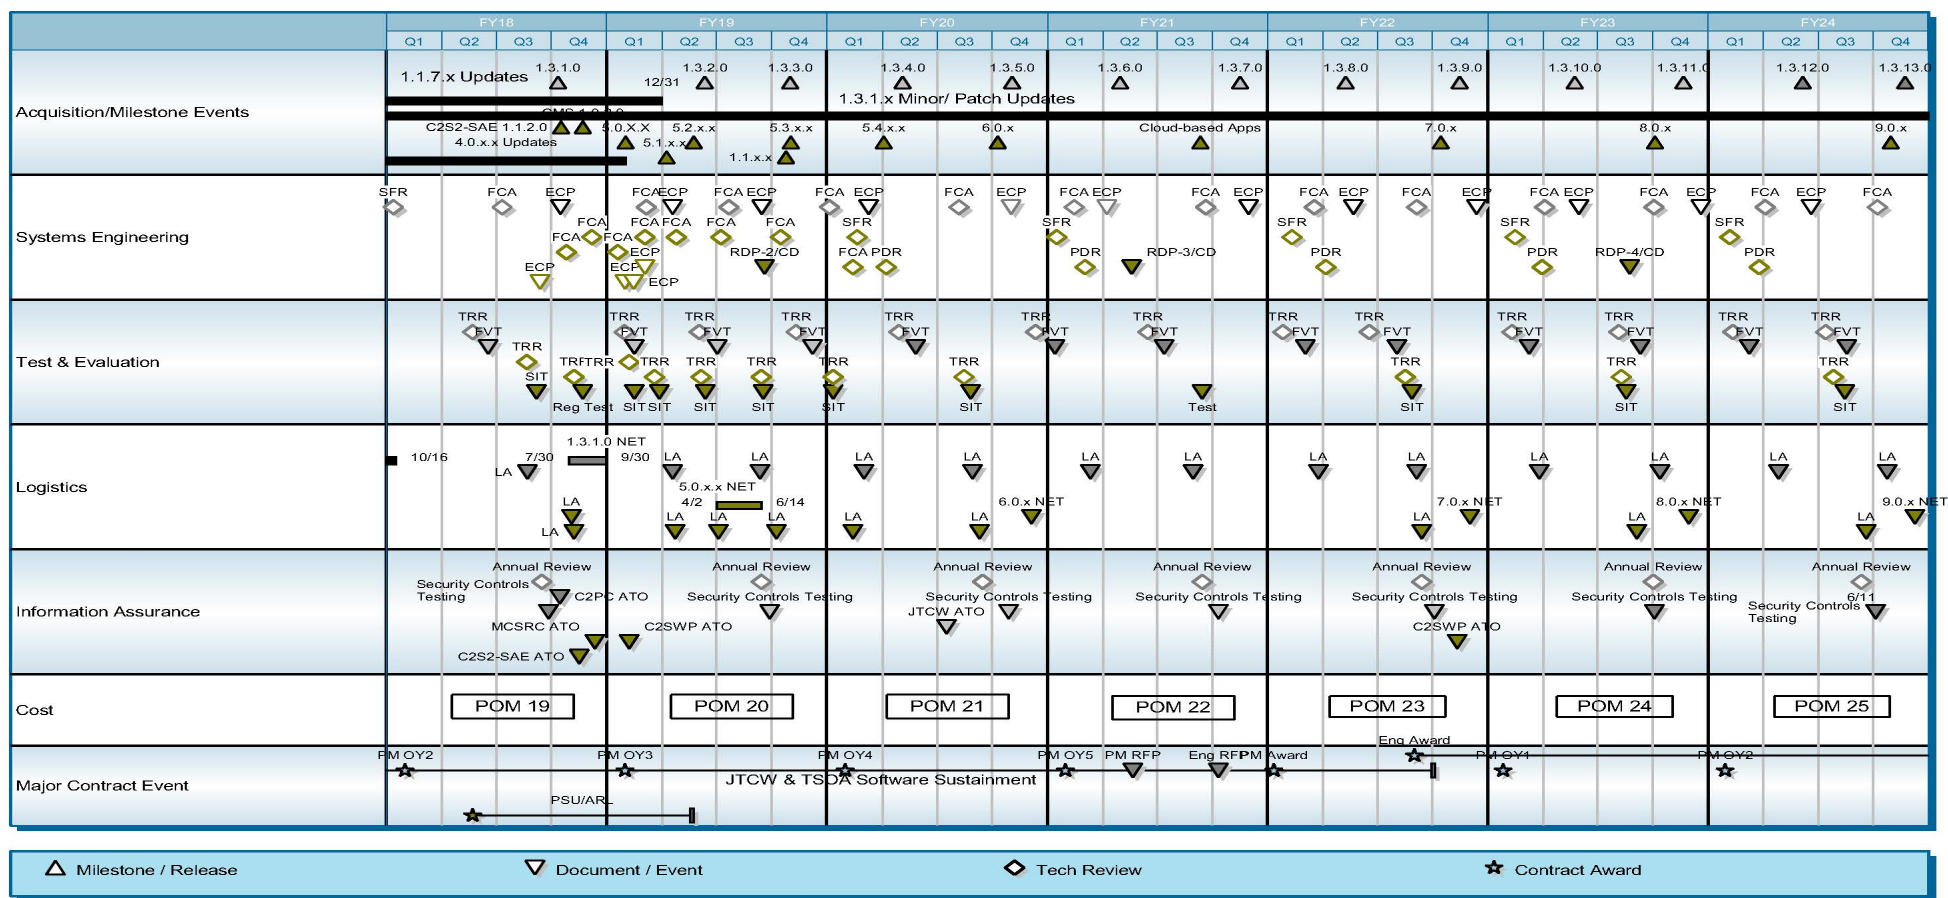 FY18 FY19 FY20 FY21 FY22 FY23 FY24
Q1 Q2 Q3 Q4 Q1 Q2 Q3 Q4 Q1 Q2 Q3 Q4 Q1 Q2 Q3 Q4 Q1 Q2 Q3 Q4 Q1 Q2 Q3 Q4 Q1 Q2 Q3 Q4
Acquisition/Milestone Events
1.3.1.0 1.3.2.0 1.3.3.0 1.3.4.0 1.3.5.0 1.3.6.0 1.3.7.0 1.3.8.0 1.3.9.0 1.3.10.0 1.3.11.0 1.3.12.0 1.3.13.0
1.1.7.x Updates 12/31
1.3.1.x Minor/ Patch Updates
C2S2-SAE 1.1.2.0 5.0.X.X 5.2.x.x 5.3.x.x 5.4.x.x 6.0.x Cloud-based Apps 7.0.x 8.0.x 9.0.x
4.0.x.x Updates 5.1.x.x
1.1.x.x
Systems Engineering
SFR FCA ECP FCA ECP FCA ECP FCA ECP FCA ECP FCA ECP FCA ECP FCA ECP FCA ECP FCA ECP FCA ECP FCA ECP FCA
FCA FCA FCA FCA FCA SFR SFR SFR SFR SFR
FCA FCA
ECP RDP-2/CD FCA PDR PDR RDP-3/CD PDR PDR RDP-4/CD PDR
ECP ECP
ECP
Test & Evaluation
TRR TRR TRR TRR TRR TRR TRR TRR TRR TRR TRR TRR TRR
FVT FVT FVT FVT FVT FVT FVT FVT FVT FVT FVT FVT FVT
TRR
TRR TRR TRR TRR TRR TRR TRR TRR TRR TRR
SIT
Reg Test SIT SIT SIT SIT SIT SIT Test SIT SIT SIT
Logistics
1.3.1.0 NET
10/16 7/30 9/30 LA LA LA LA LA LA LA LA LA LA LA LA
LA
5.0.x.x NET
LA 4/2 6/14 6.0.x NET 7.0.x NET 8.0.x NET 9.0.x NET
LA LA LA LA LA LA LA LA
LA
Information Assurance
Annual Review Annual Review Annual Review Annual Review Annual Review Annual Review Annual Review
Security Controls
Testing C2PC ATO Security Controls Testing Security Controls Testing Security Controls Testing Security Controls Testing Security Controls Testing 6/11
Security Controls
Testing
JTCW ATO
MCSRC ATO C2SWP ATO C2SWP ATO
C2S2-SAE ATO
Cost
POM 19 POM 20 POM 21 POM 22 POM 23 POM 24 POM 25
Major Contract Event
Eng Award
PM OY2 PM OY3 PM OY4 PM OY5 PM RFP Eng RFP PM Award PM OY1 PM OY2
JTCW & TSOA Software Sustainment
PSU/ARL
Milestone / Release Document / Event Tech Review Contract Award